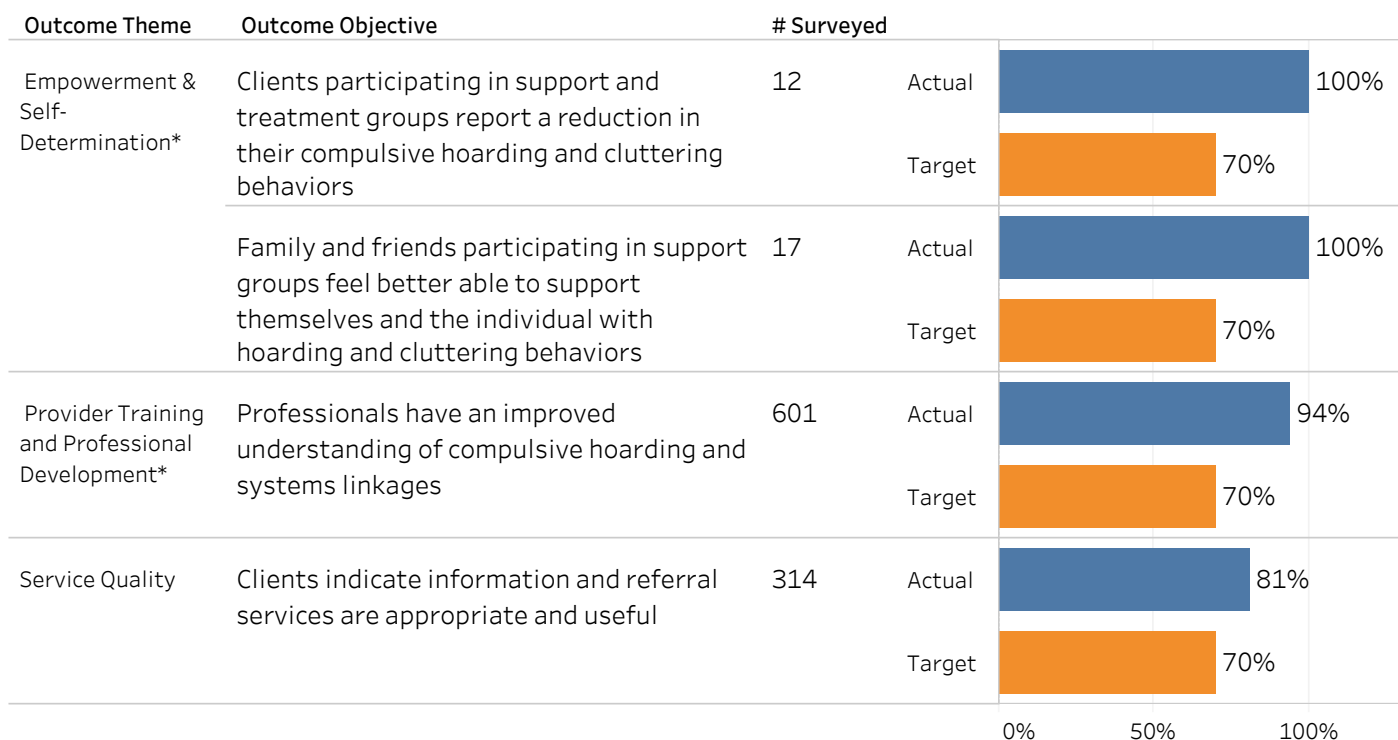 Outcome Theme Outcome Objective # Surveyed
Empowerment &
Self-
Determination*
Clients participating in support and
treatment groups report a reduction in
their compulsive hoarding and cluttering
behaviors
12
Actual
100%
Target
70%
Family and friends participating in support
groups feel better able to support
themselves and the individual with
hoarding and cluttering behaviors
17
Actual
100%
Target
70%
Provider Training
and Professional
Development*
Professionals have an improved
understanding of compulsive hoarding and
systems linkages
601
Actual
94%
Target
70%
Service Quality
Clients indicate information and referral
services are appropriate and useful
314
Actual
81%
Target
70%
0% 50% 100%